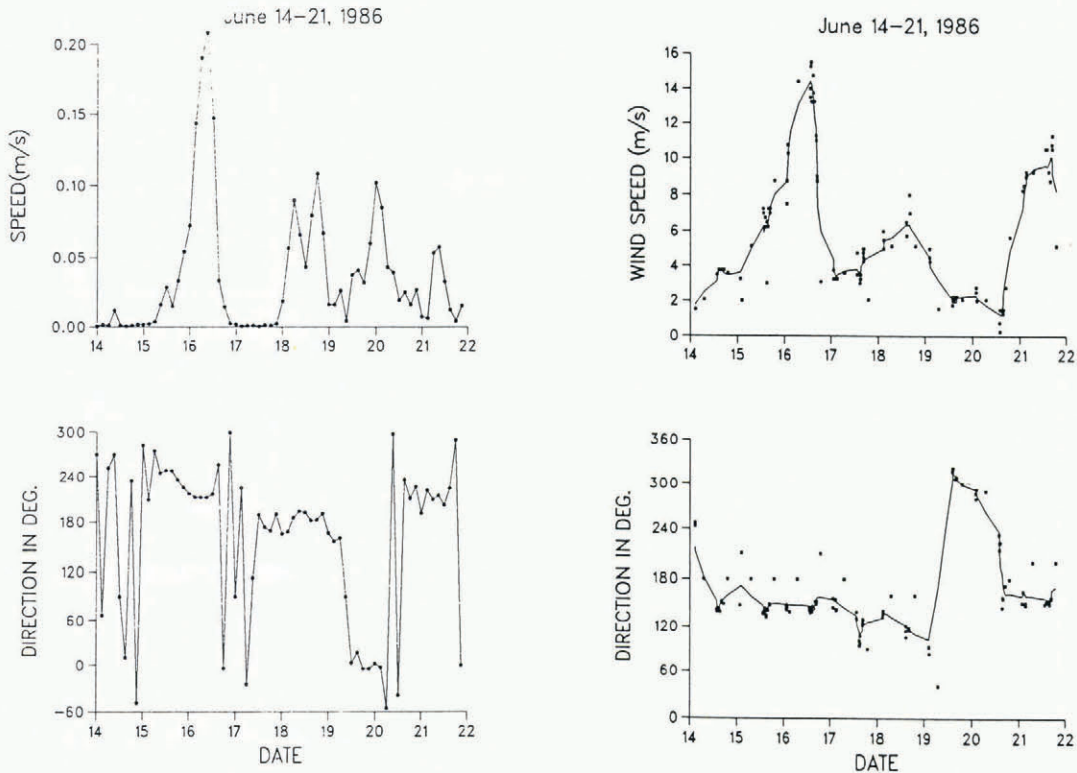 June 14-21, 1986
0.20
0.15
0.10
0.05
0.00
SPEED(m/s)
14 15 16 17 18 19 20 21 22
June 14-21, 1986
16
14
12
10
8
6
4
2
0
WIND SPEED (m/s)
14 15 16 17 18 19 20 21 22
300
240
180
120
60
0
-60
DIRECTION IN DEG.
14 15 16 17 18 19 20 21 22
DATE
360
300
240
180
120
60
0
DIRECTION IN DEG.
14 15 16 17 18 19 20 21 22
DATE